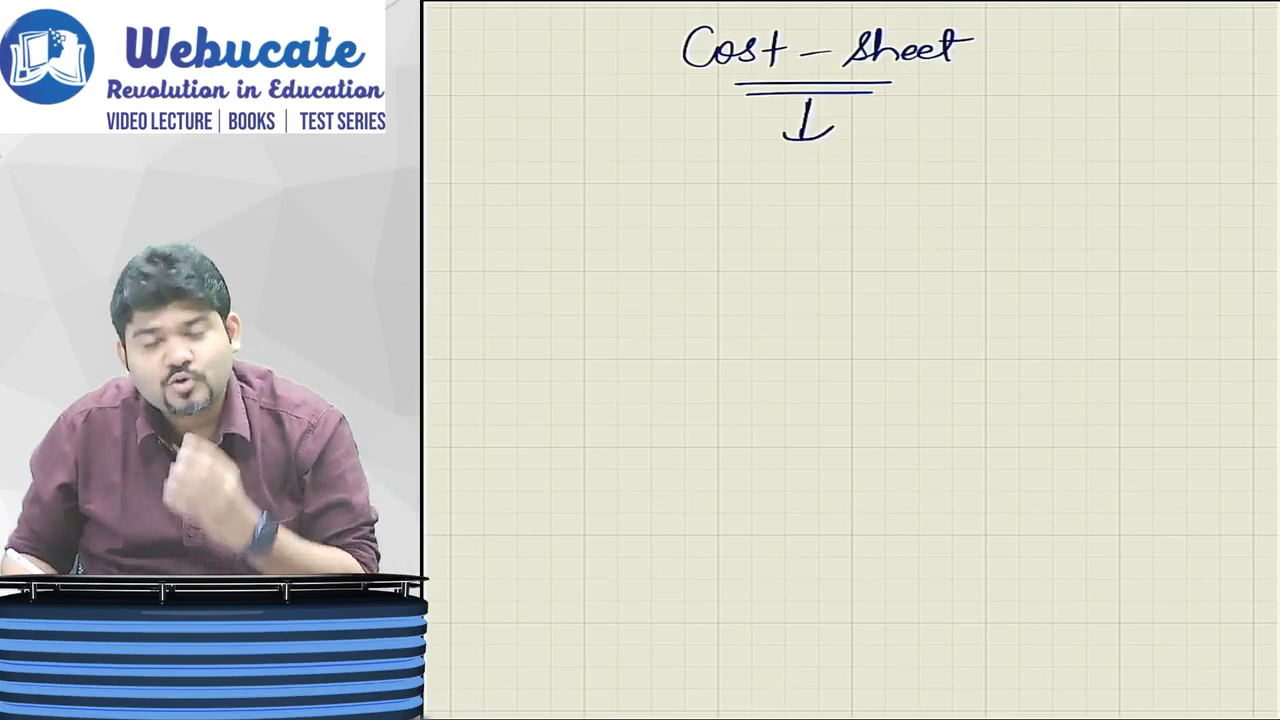 Webucate
Revolution in Education
VIDEO LECTURE | BOOKS | TEST SERIES
Cost - sheet